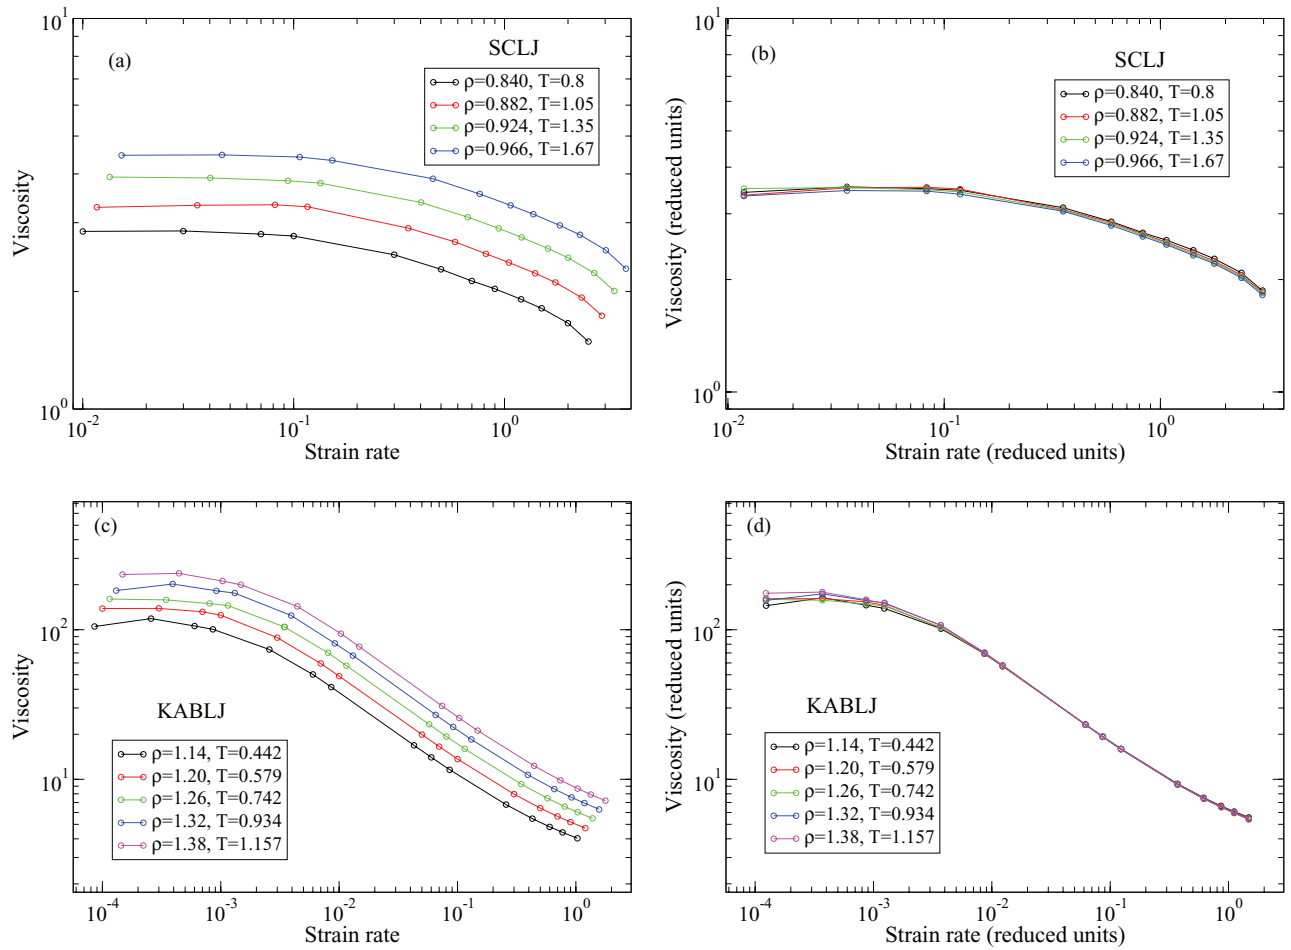 10^1
(a)
SCLJ
ρ=0.840, T=0.8
ρ=0.882, T=1.05
ρ=0.924, T=1.35
ρ=0.966, T=1.67
Viscosity
10^0
10^-2
10^-1
10^0
Strain rate
10^1
(b)
SCLJ
ρ=0.840, T=0.8
ρ=0.882, T=1.05
ρ=0.924, T=1.35
ρ=0.966, T=1.67
Viscosity (reduced units)
10^0
10^-2
10^-1
10^0
Strain rate (reduced units)
(c)
10^2
Viscosity
KABLJ
ρ=1.14, T=0.442
ρ=1.20, T=0.579
ρ=1.26, T=0.742
ρ=1.32, T=0.934
ρ=1.38, T=1.157
10^1
10^-4
10^-3
10^-2
10^-1
10^0
Strain rate
(d)
10^2
Viscosity (reduced units)
KABLJ
ρ=1.14, T=0.442
ρ=1.20, T=0.579
ρ=1.26, T=0.742
ρ=1.32, T=0.934
ρ=1.38, T=1.157
10^1
10^-4
10^-3
10^-2
10^-1
10^0
Strain rate (reduced units)